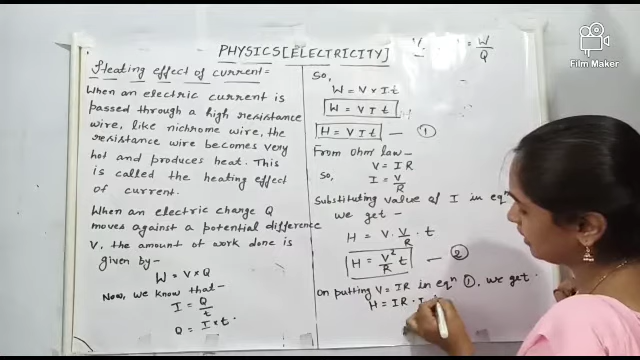 PHYSICS[ELECTRICITY]
Heating effect of current=
When an electric current is
passed through a high resistance
wire, like nichrome wire, the
resistance wire becomes very
hot and produces heat. This
is called the heating effect
of current.
When an electric charge Q
moves against a potential difference
V. the amount of work done is
given by-
W = V×Q
Now, we know that-
I = Q/t
Q = I×t.
= W/Q
So,
W = V × I t
W = V I t
H = V I t — ①
From ohm' law-
V = I R
So,
I = V/R
Substituting value of I in eqn
we get -
H = V. V/R . t
H = V²/R t — ②
On putting V = IR in eqn ①. we get.
H = IR . I
Film Maker